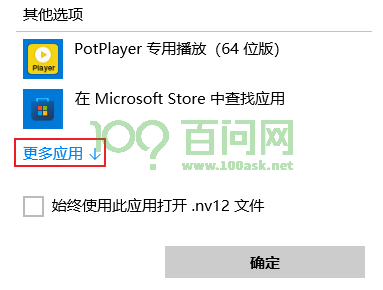 其他选项
PotPlayer 专用播放（64 位版）
Player
在 Microsoft Store 中查找应用
更多应用 ↓
百问网
www.100ask.net
始终使用此应用打开 .nv12 文件
确定